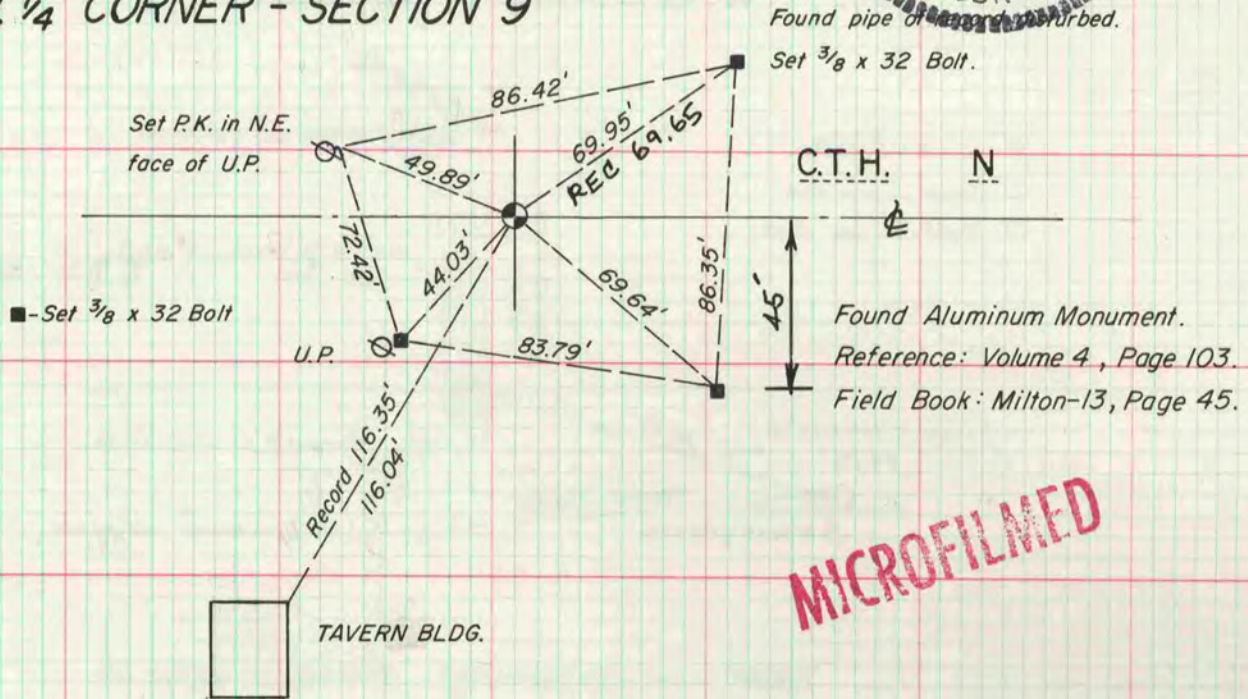 1/4 CORNER - SECTION 9
Found pipe of record disturbed.
Set 3/8 x 32 Bolt.
86.42'
Set P.K. in N.E.
face of U.P.
49.89'
69.95'
REC 69.65
C.T.H. N
℄
72.42'
44.03'
69.64'
86.35'
45'
■-Set 3/8 x 32 Bolt
U.P.
83.79'
Found Aluminum Monument.
Reference: Volume 4, Page 103.
Field Book: Milton-13, Page 45.
Record 116.35'
116.04'
MICROFILMED
TAVERN BLDG.